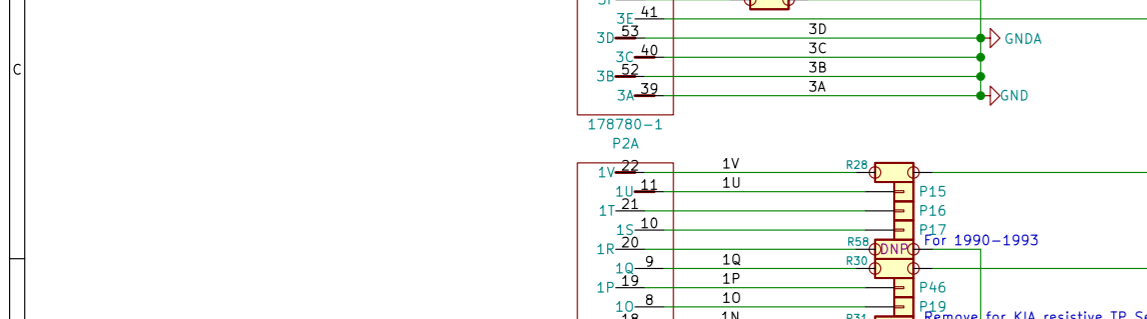 3E 41
3D 53 3D GNDA
3C 40 3C
C
3B 52 3B
3A 39 3A GND
178780-1
P2A
1V 22 1V R28
1U 11 1U P15
1T 21 P16
1S 10 P17
For 1990-1993
1R 20 R58 DNP
1Q 9 1Q R30
1P 19 1P P46
1O 8 1O P19
18 1N R31 Remove for KIA resistive TP Se